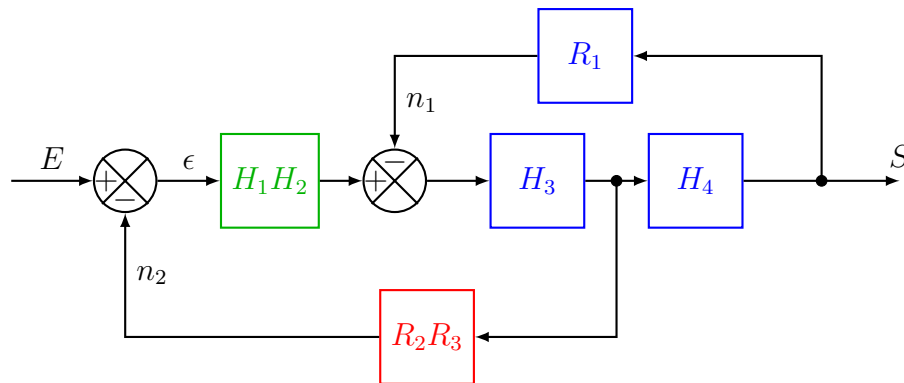 R₁
n₁
E
ϵ
H₁H₂
H₃
H₄
S
+
−
+
−
n₂
R₂R₃